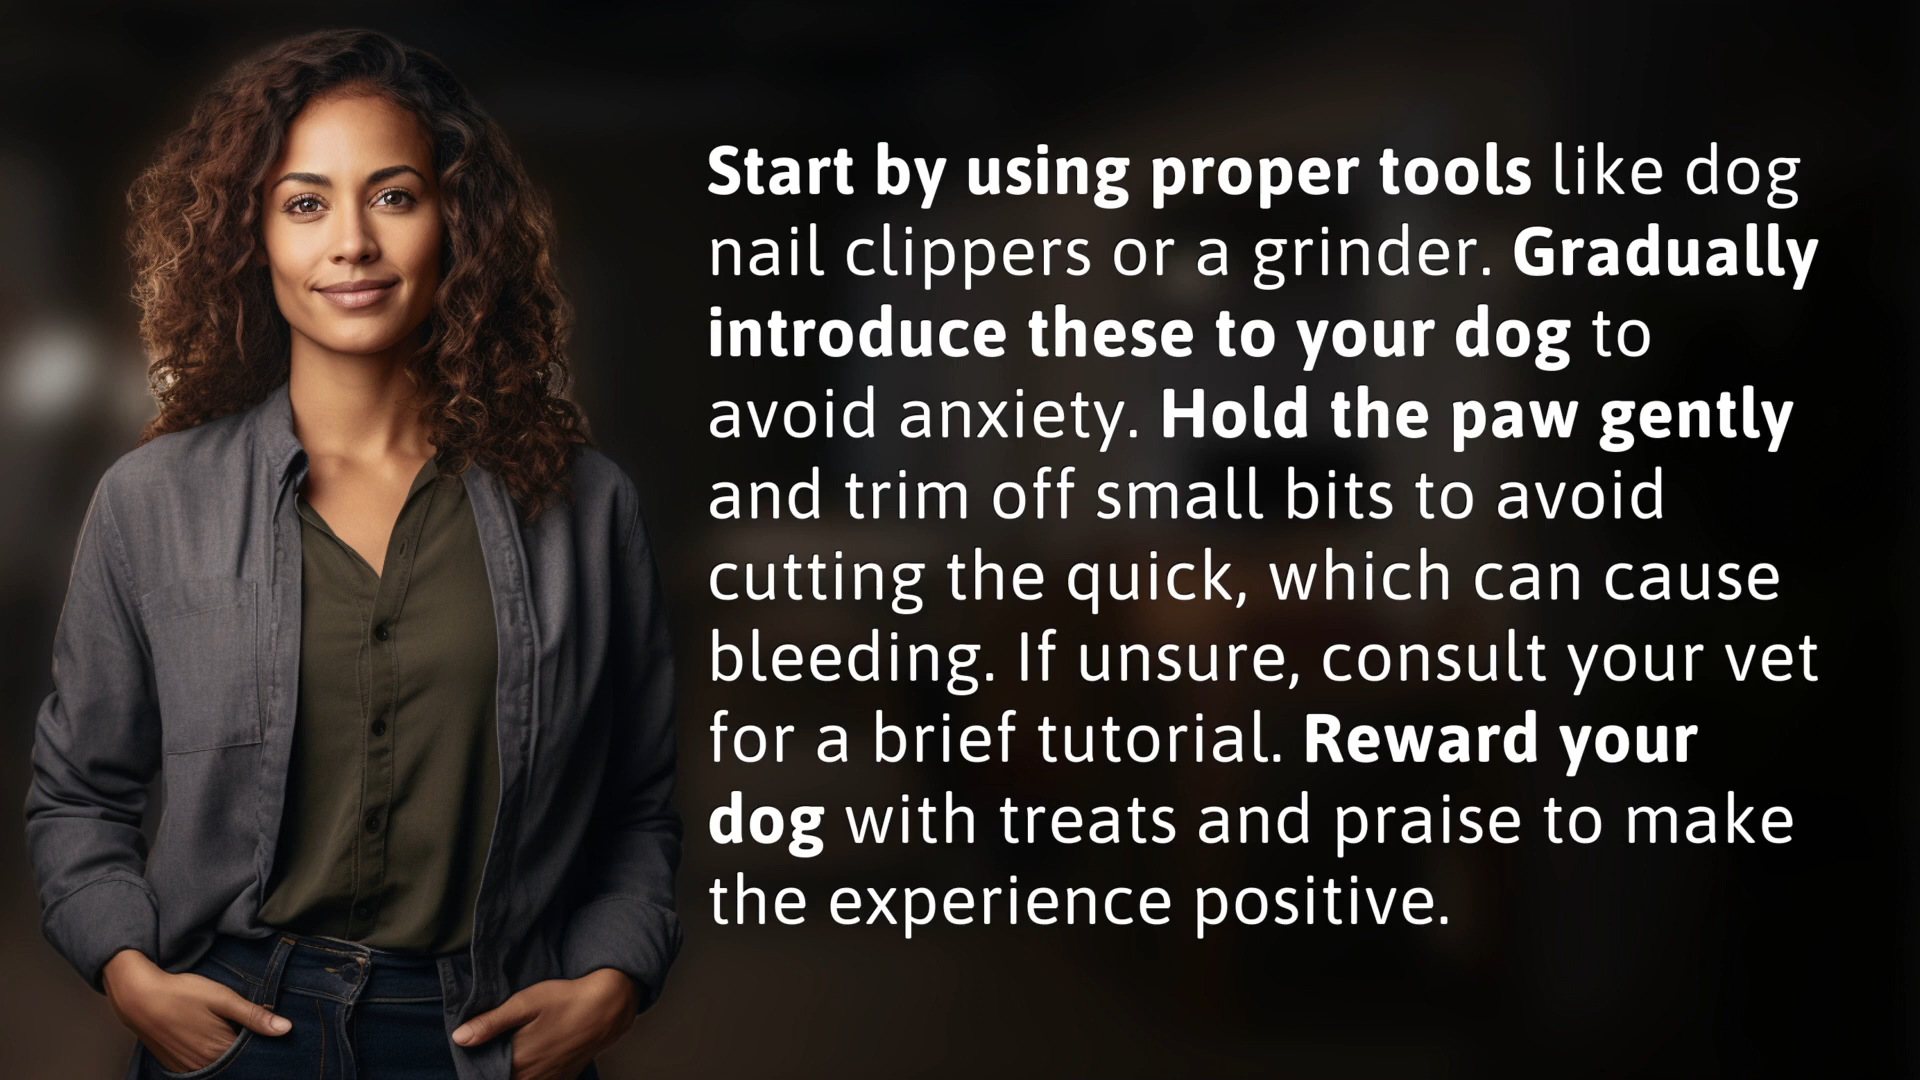 Start by using proper tools like dog
nail clippers or a grinder. Gradually
introduce these to your dog to
avoid anxiety. Hold the paw gently
and trim off small bits to avoid
cutting the quick, which can cause
bleeding. If unsure, consult your vet
for a brief tutorial. Reward your
dog with treats and praise to make
the experience positive.